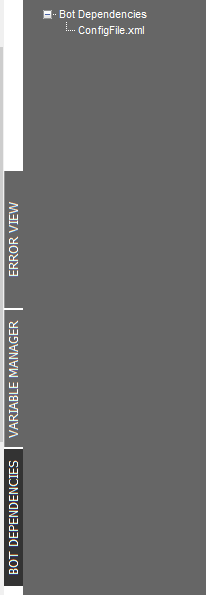 Bot Dependencies
ConfigFile.xml
ERROR VIEW
VARIABLE MANAGER
BOT DEPENDENCIES